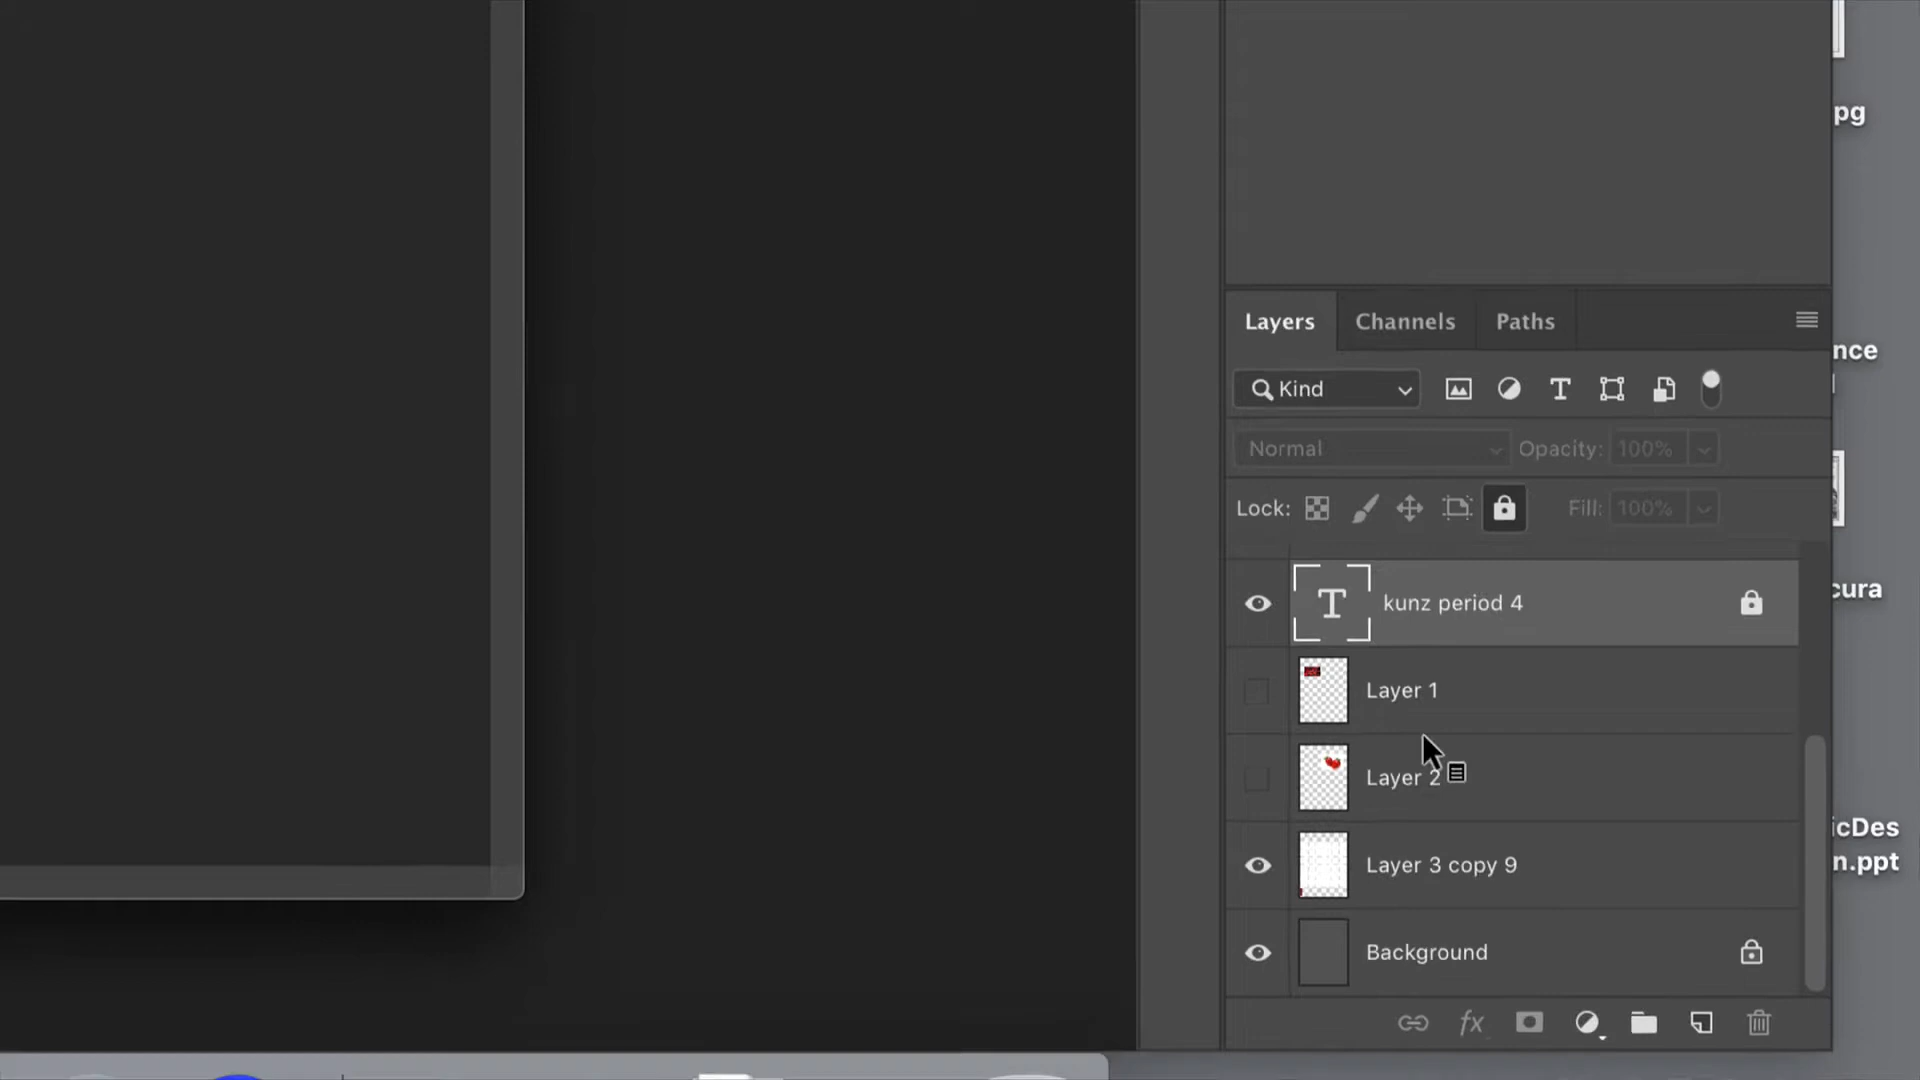 pg
Layers Channels Paths
nce
Kind
Normal Opacity: 100%
Lock: Fill: 100%
cura
T kunz period 4
Layer 1
Layer 2
icDes
n.ppt
Layer 3 copy 9
Background
fx